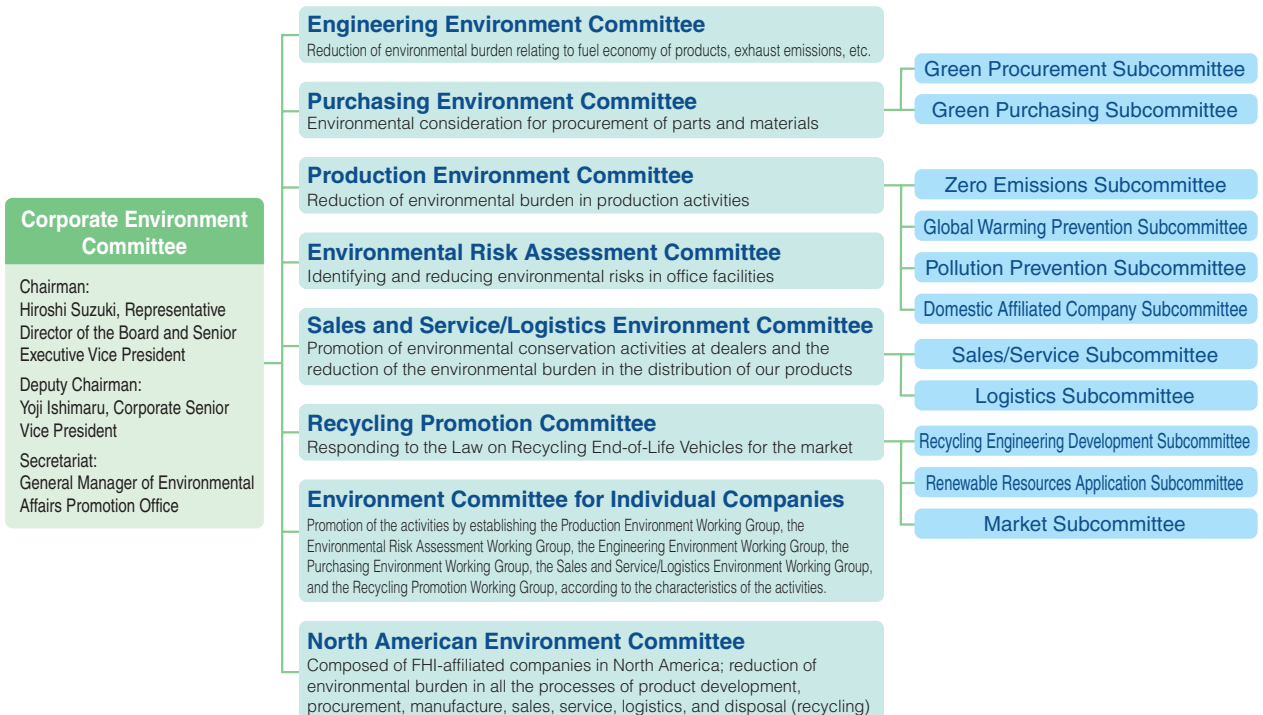 Corporate Environment
Committee
Chairman:
Hiroshi Suzuki, Representative
Director of the Board and Senior
Executive Vice President
Deputy Chairman:
Yoji Ishimaru, Corporate Senior
Vice President
Secretariat:
General Manager of Environmental
Affairs Promotion Office
Engineering Environment Committee
Reduction of environmental burden relating to fuel economy of products, exhaust emissions, etc.
Purchasing Environment Committee
Environmental consideration for procurement of parts and materials
Green Procurement Subcommittee
Green Purchasing Subcommittee
Production Environment Committee
Reduction of environmental burden in production activities
Zero Emissions Subcommittee
Global Warming Prevention Subcommittee
Pollution Prevention Subcommittee
Domestic Affiliated Company Subcommittee
Environmental Risk Assessment Committee
Identifying and reducing environmental risks in office facilities
Sales and Service/Logistics Environment Committee
Promotion of environmental conservation activities at dealers and the
reduction of the environmental burden in the distribution of our products
Sales/Service Subcommittee
Logistics Subcommittee
Recycling Promotion Committee
Responding to the Law on Recycling End-of-Life Vehicles for the market
Recycling Engineering Development Subcommittee
Renewable Resources Application Subcommittee
Market Subcommittee
Environment Committee for Individual Companies
Promotion of the activities by establishing the Production Environment Working Group, the
Environmental Risk Assessment Working Group, the Engineering Environment Working Group, the
Purchasing Environment Working Group, the Sales and Service/Logistics Environment Working Group,
and the Recycling Promotion Working Group, according to the characteristics of the activities.
North American Environment Committee
Composed of FHI-affiliated companies in North America; reduction of
environmental burden in all the processes of product development,
procurement, manufacture, sales, service, logistics, and disposal (recycling)